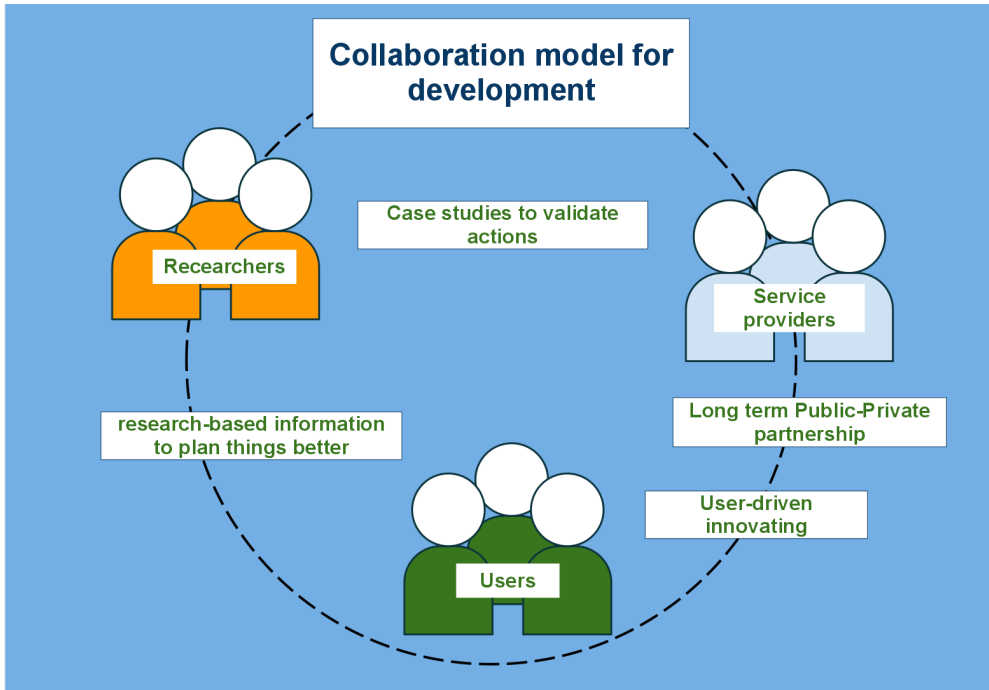 Collaboration model for
development
Case studies to validate
actions
Recearchers
Service
providers
research-based information
to plan things better
Long term Public-Private
partnership
User-driven
innovating
Users